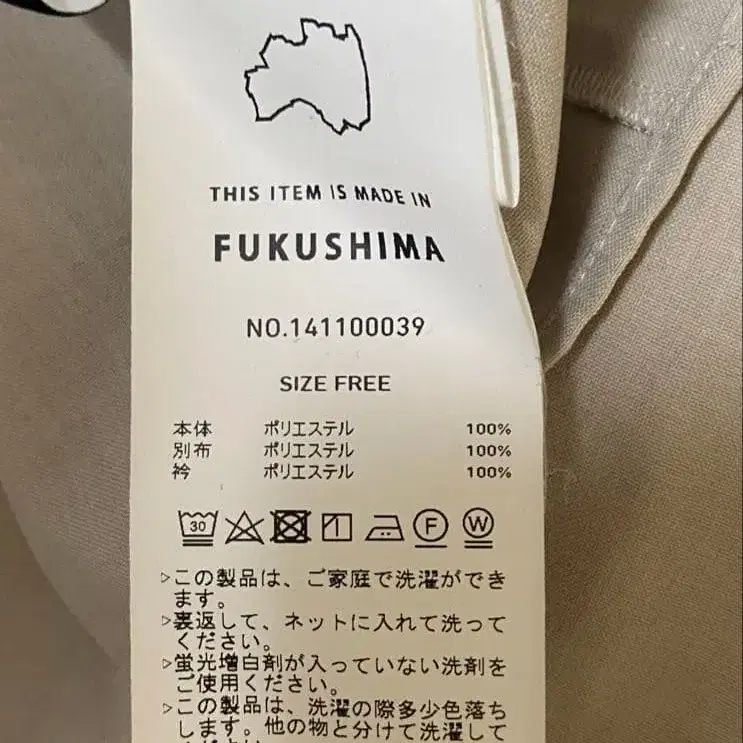 THIS ITEM IS MADE IN
FUKUSHIMA
NO.141100039
SIZE FREE
本体 ポリエステル 100%
別布 ポリエステル 100%
衿 ポリエステル 100%
30 F W
▷この製品は、ご家庭で洗濯ができ
ます。
▷裏返して、ネットに入れて洗って
ください。
▷蛍光増白剤が入っていない洗剤を
ご使用ください。
▷この製品は、洗濯の際多少色落ち
します。他の物と分けて洗濯して